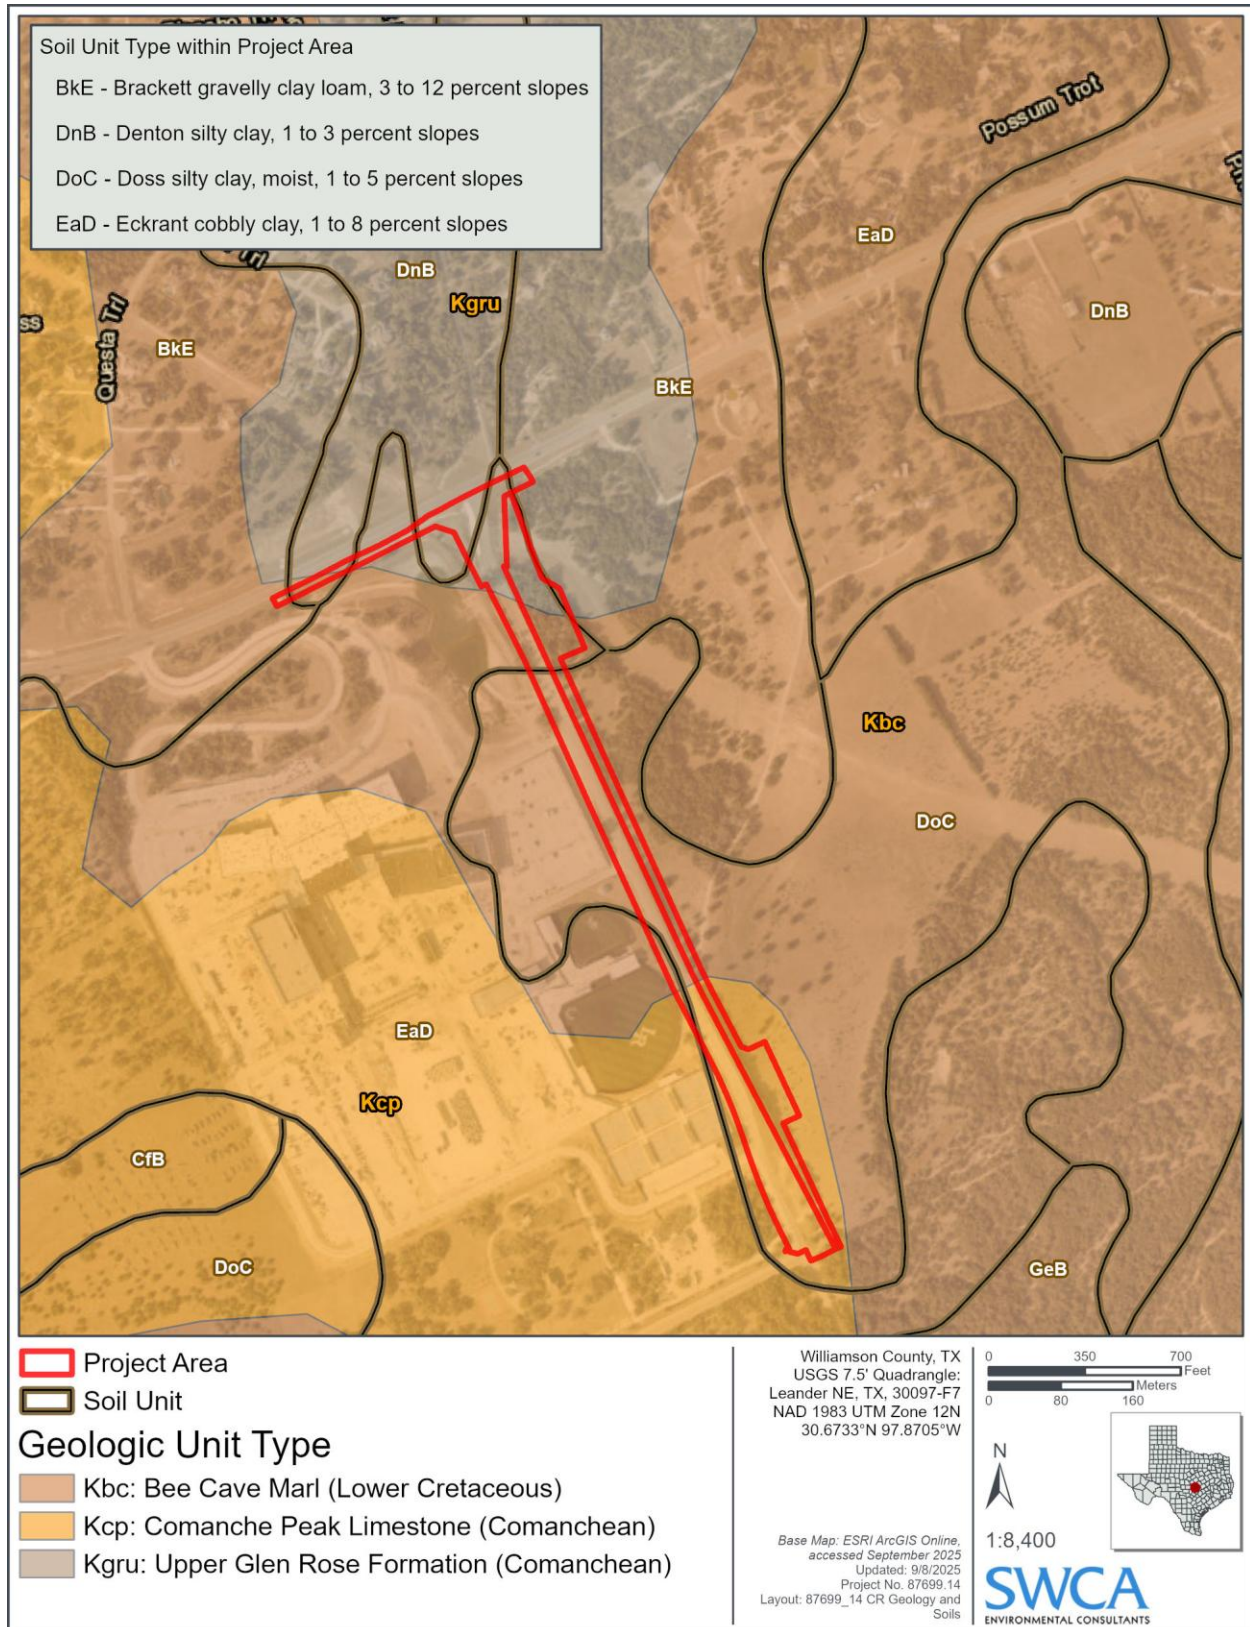 Soil Unit Type within Project Area
BkE - Brackett gravelly clay loam, 3 to 12 percent slopes
DnB - Denton silty clay, 1 to 3 percent slopes
DoC - Doss silty clay, moist, 1 to 5 percent slopes
EaD - Eckrant cobbly clay, 1 to 8 percent slopes
Possum Trot
EaD
Trl
DnB
Kgru
DnB
ss
Questa Trl
BkE
BkE
Kbc
DoC
EaD
Kcp
CfB
DoC
GeB
Project Area
Soil Unit
Geologic Unit Type
Kbc: Bee Cave Marl (Lower Cretaceous)
Kcp: Comanche Peak Limestone (Comanchean)
Kgru: Upper Glen Rose Formation (Comanchean)
Williamson County, TX
USGS 7.5' Quadrangle:
Leander NE, TX, 30097-F7
NAD 1983 UTM Zone 12N
30.6733°N 97.8705°W
Base Map: ESRI ArcGIS Online,
accessed September 2025
Updated: 9/8/2025
Project No. 87699.14
Layout: 87699_14 CR Geology and
Soils
0 350 700
Feet
Meters
0 80 160
N
1:8,400
SWCA
ENVIRONMENTAL CONSULTANTS